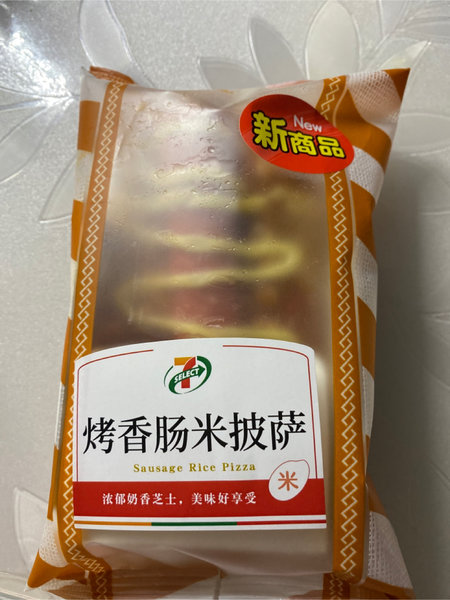 New
新商品
7
SELECT
烤香肠米披萨
Sausage Rice Pizza
浓郁奶香芝士，美味好享受
米